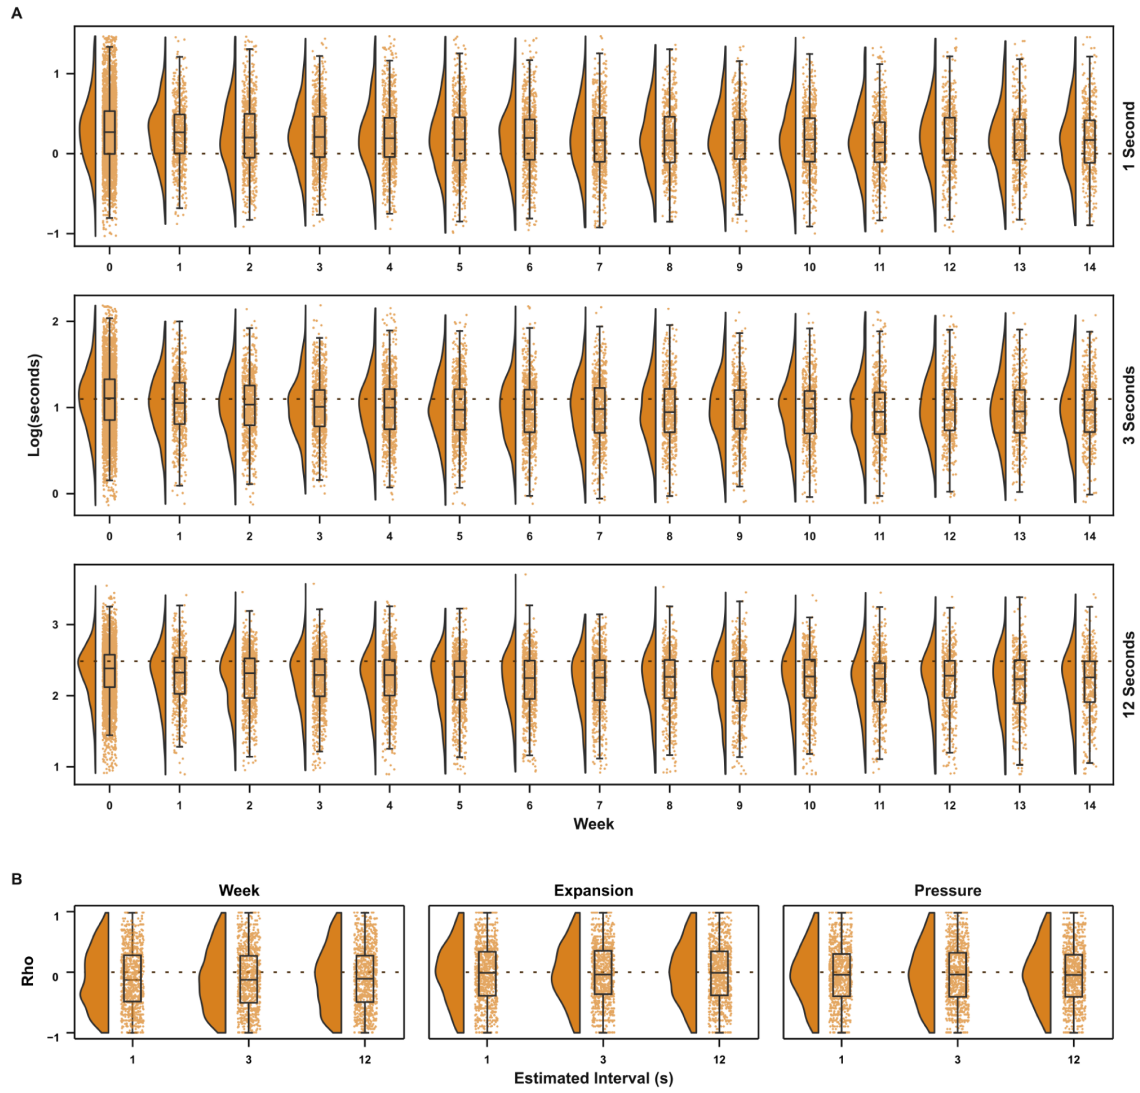 A
1
0
−1
1 Second
0 1 2 3 4 5 6 7 8 9 10 11 12 13 14
2
1
0
Log(seconds)
3 Seconds
0 1 2 3 4 5 6 7 8 9 10 11 12 13 14
3
2
1
12 Seconds
0 1 2 3 4 5 6 7 8 9 10 11 12 13 14
Week
B
Week Expansion Pressure
1
0
−1
Rho
1 3 12 1 3 12 1 3 12
Estimated Interval (s)